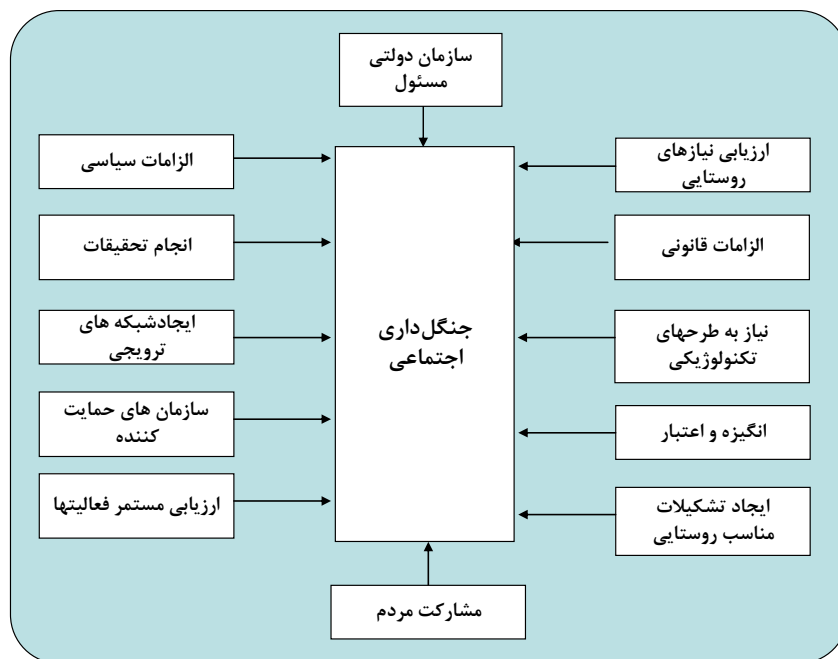 سازمان دولتی
مسئول
ارزیابی نیازهای
روستایی
الزامات قانونی
نیاز به طرحهای
تکنولوژیکی
انگیزه و اعتبار
ایجاد تشکیلات
مناسب روستایی
جنگل‌داری
اجتماعی
الزامات سیاسی
انجام تحقیقات
ایجادشبکه های
ترویجی
سازمان های حمایت
کننده
ارزیابی مستمر فعالیتها
مشارکت مردم